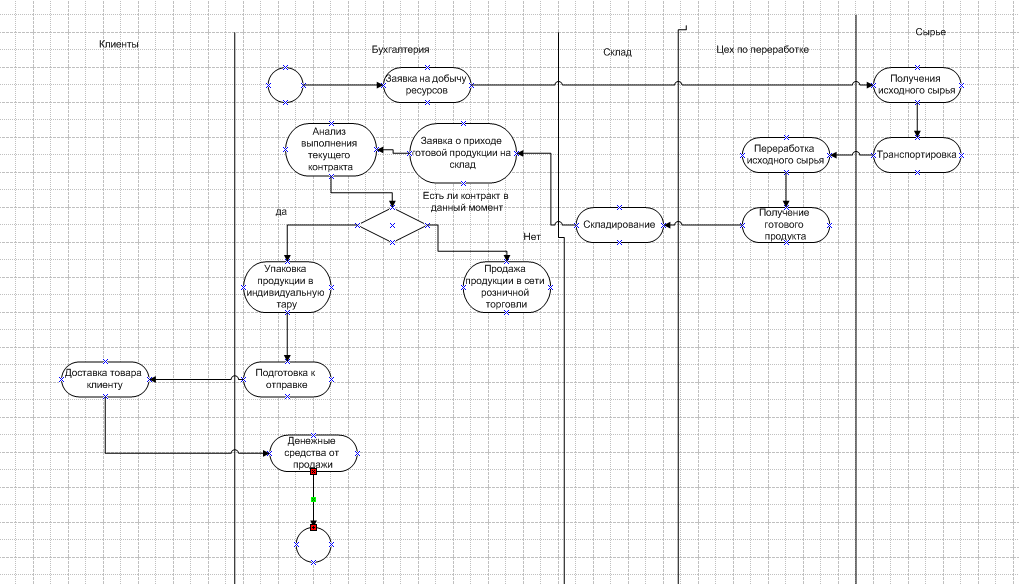 Клиенты
Бухгалтерия
Склад
Цех по переработке
Сырье
Заявка на добычу
ресурсов
Получения
исходного сырья
Анализ
выполнения
текущего
контракта
Заявка о приходе
готовой продукции на
склад
Переработка
исходного сырья
Транспортировка
Есть ли контракт в
данный момент
да
Нет
Складирование
Получение
готового
продукта
Упаковка
продукции в
индивидуальную
тару
Продажа
продукции в сети
розничной
торговли
Доставка товара
клиенту
Подготовка к
отправке
Денежные
средства от
продажи